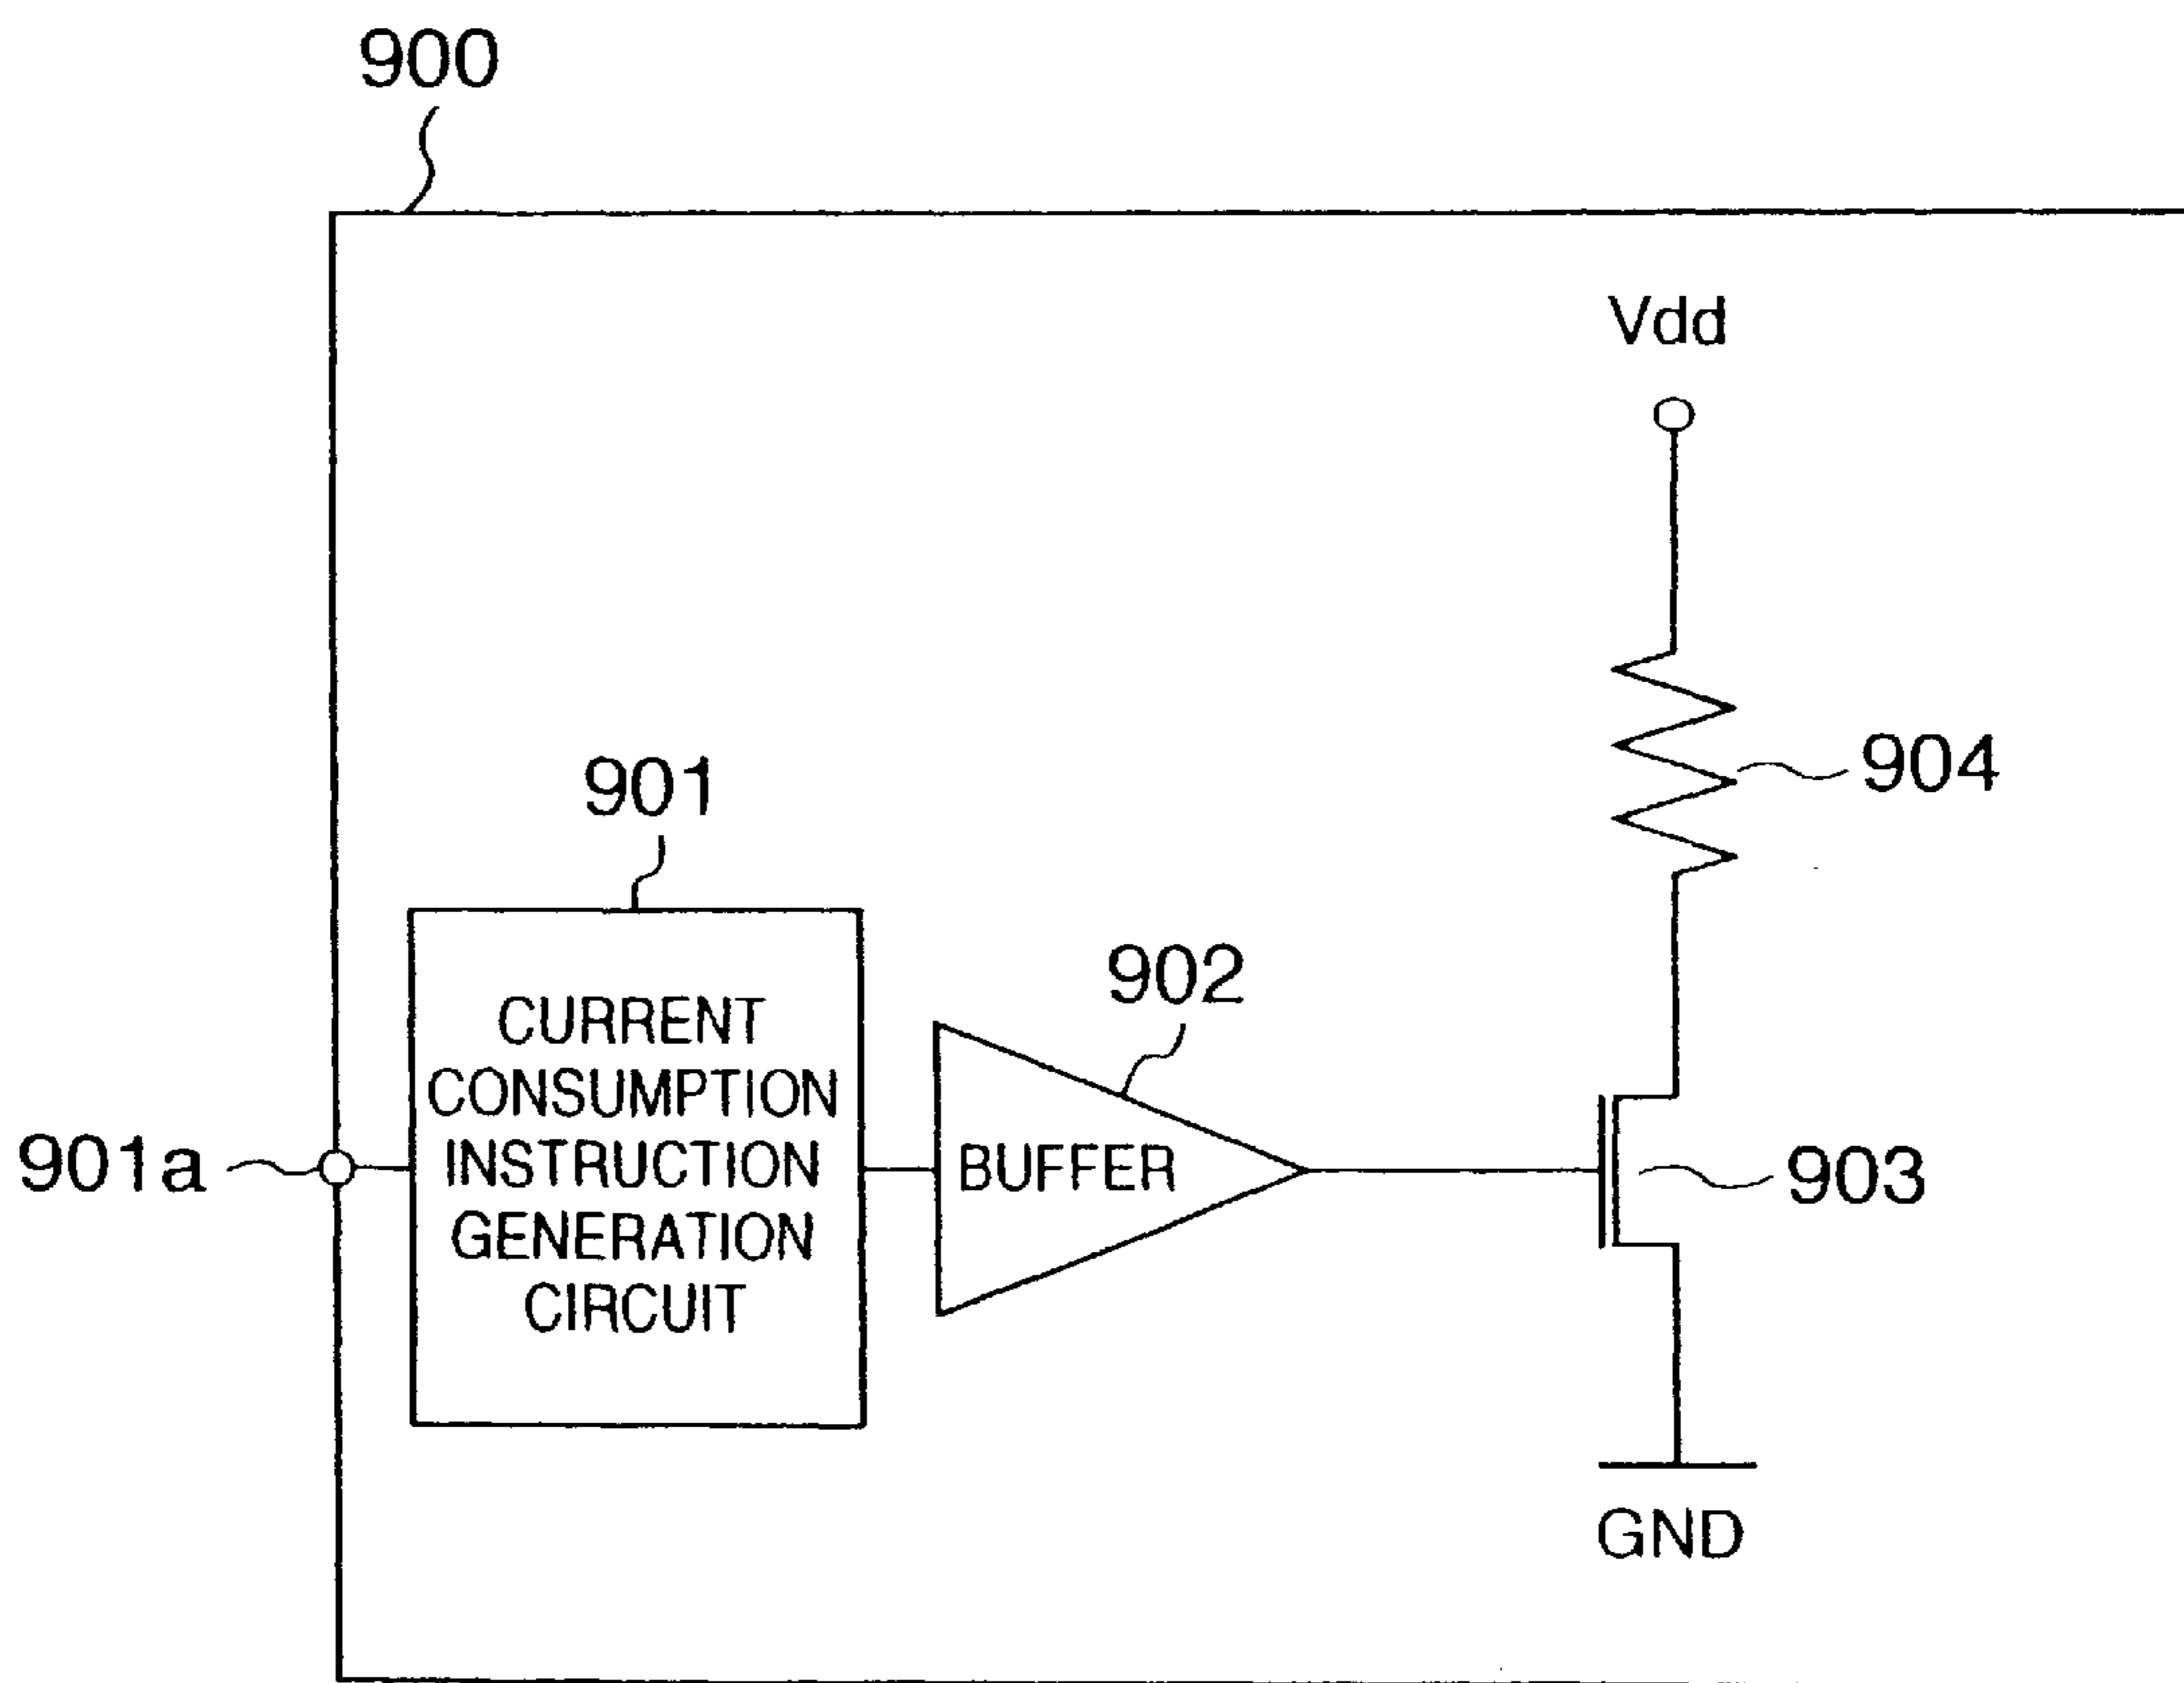 900
Vdd
904
901
902
CURRENT
CONSUMPTION
INSTRUCTION
GENERATION
CIRCUIT
BUFFER
901a
903
GND